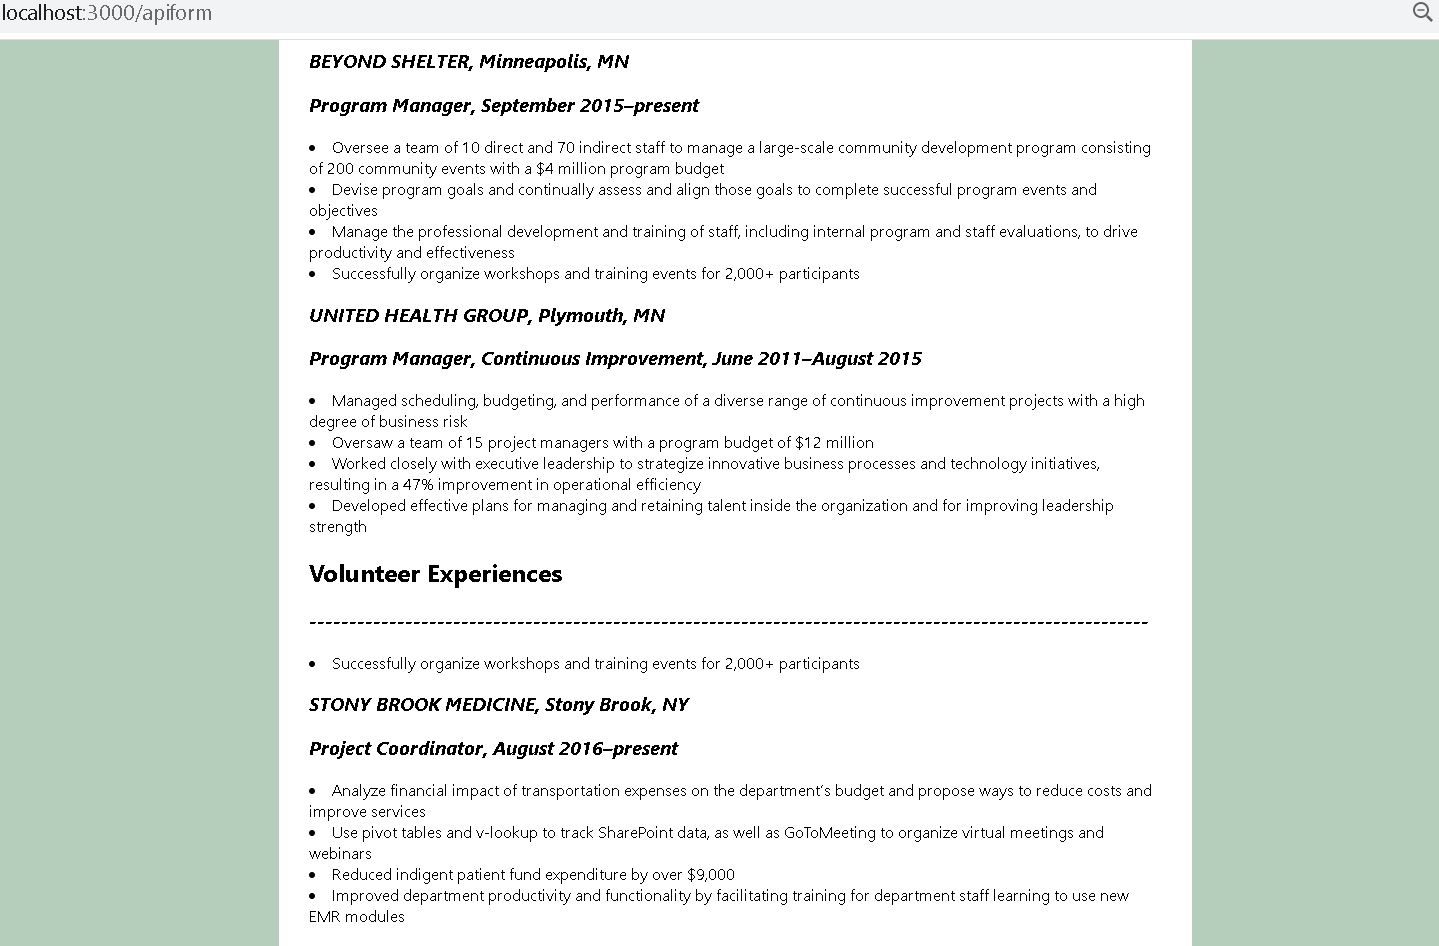 localhost:3000/apiform
BEYOND SHELTER, Minneapolis, MN
Program Manager, September 2015–present
• Oversee a team of 10 direct and 70 indirect staff to manage a large-scale community development program consisting
of 200 community events with a $4 million program budget
• Devise program goals and continually assess and align those goals to complete successful program events and
objectives
• Manage the professional development and training of staff, including internal program and staff evaluations, to drive
productivity and effectiveness
• Successfully organize workshops and training events for 2,000+ participants
UNITED HEALTH GROUP, Plymouth, MN
Program Manager, Continuous Improvement, June 2011–August 2015
• Managed scheduling, budgeting, and performance of a diverse range of continuous improvement projects with a high
degree of business risk
• Oversaw a team of 15 project managers with a program budget of $12 million
• Worked closely with executive leadership to strategize innovative business processes and technology initiatives,
resulting in a 47% improvement in operational efficiency
• Developed effective plans for managing and retaining talent inside the organization and for improving leadership
strength
Volunteer Experiences
---------------------------------------------------------------------------------------------------------
• Successfully organize workshops and training events for 2,000+ participants
STONY BROOK MEDICINE, Stony Brook, NY
Project Coordinator, August 2016–present
• Analyze financial impact of transportation expenses on the department’s budget and propose ways to reduce costs and
improve services
• Use pivot tables and v-lookup to track SharePoint data, as well as GoToMeeting to organize virtual meetings and
webinars
• Reduced indigent patient fund expenditure by over $9,000
• Improved department productivity and functionality by facilitating training for department staff learning to use new
EMR modules